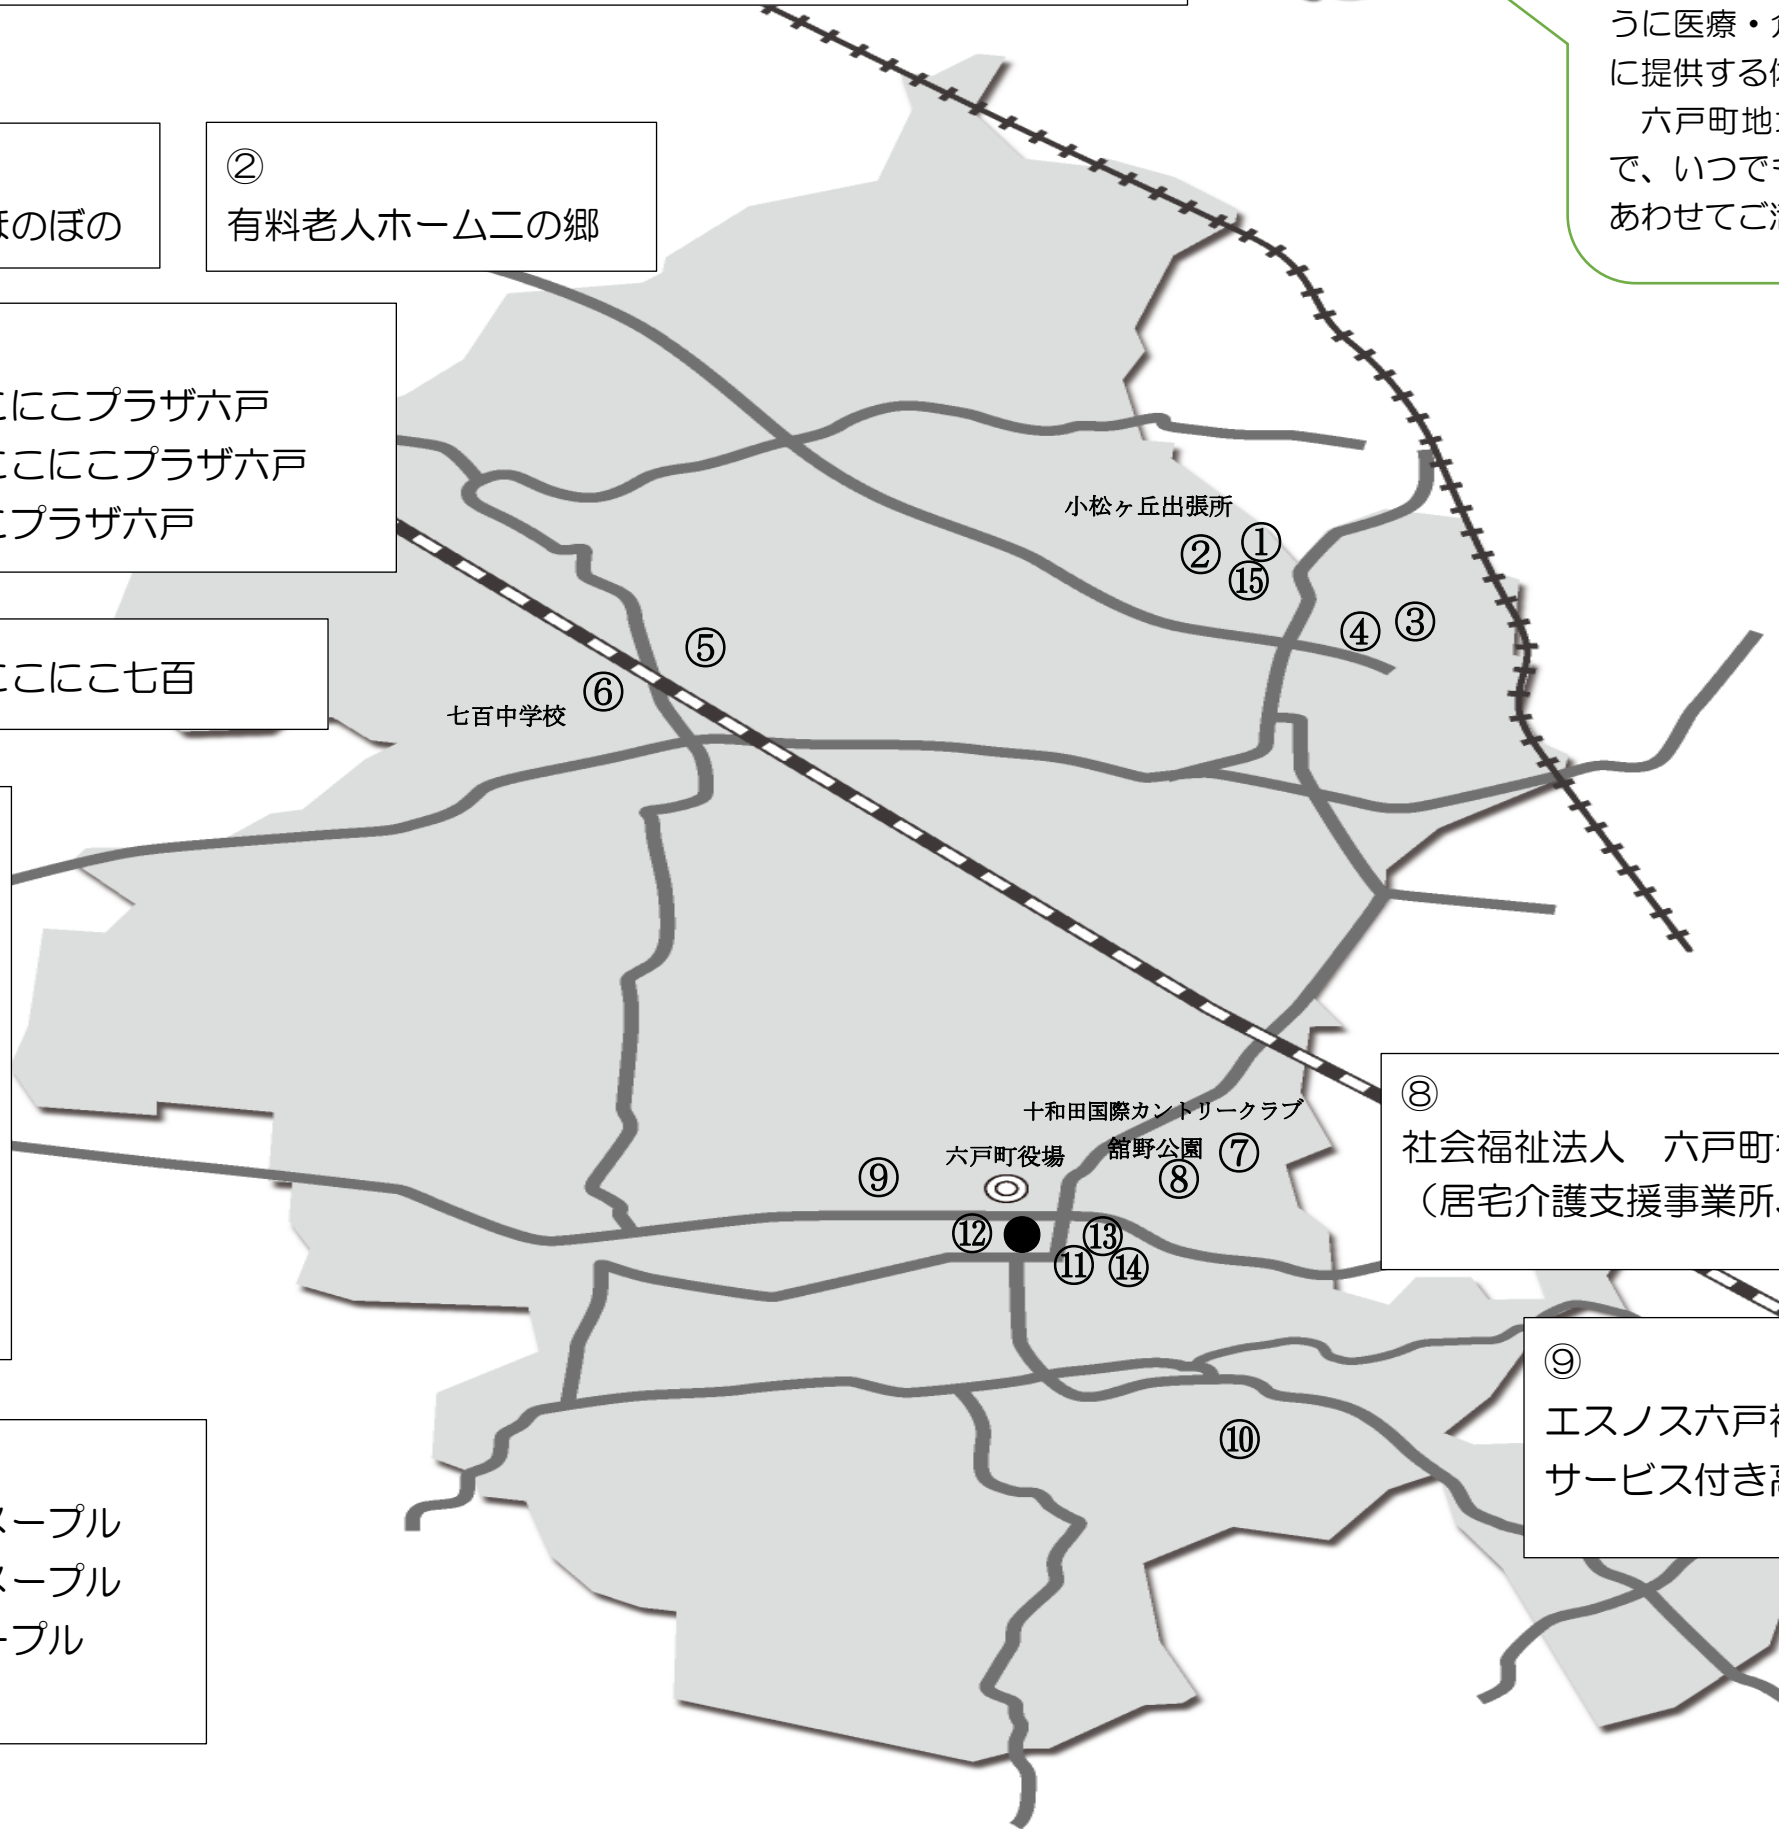 うに医療・
に提供する
六戸町地
で、いつで
あわせてご
ほのぼの
②
有料老人ホーム二の郷
こにこプラザ六戸
にこにこプラザ六戸
こプラザ六戸
にこにこ七百
小松ヶ丘出張所
①
②
⑮
④
③
⑤
⑥
七百中学校
十和田国際カントリークラブ
舘野公園
⑦
六戸町役場
⑧
⑨
⑫
⑬
⑪
⑭
⑩
⑧
社会福祉法人　六戸町
（居宅介護支援事業所、
⑨
エスノス六戸
サービス付き高
メープル
メープル
ープル